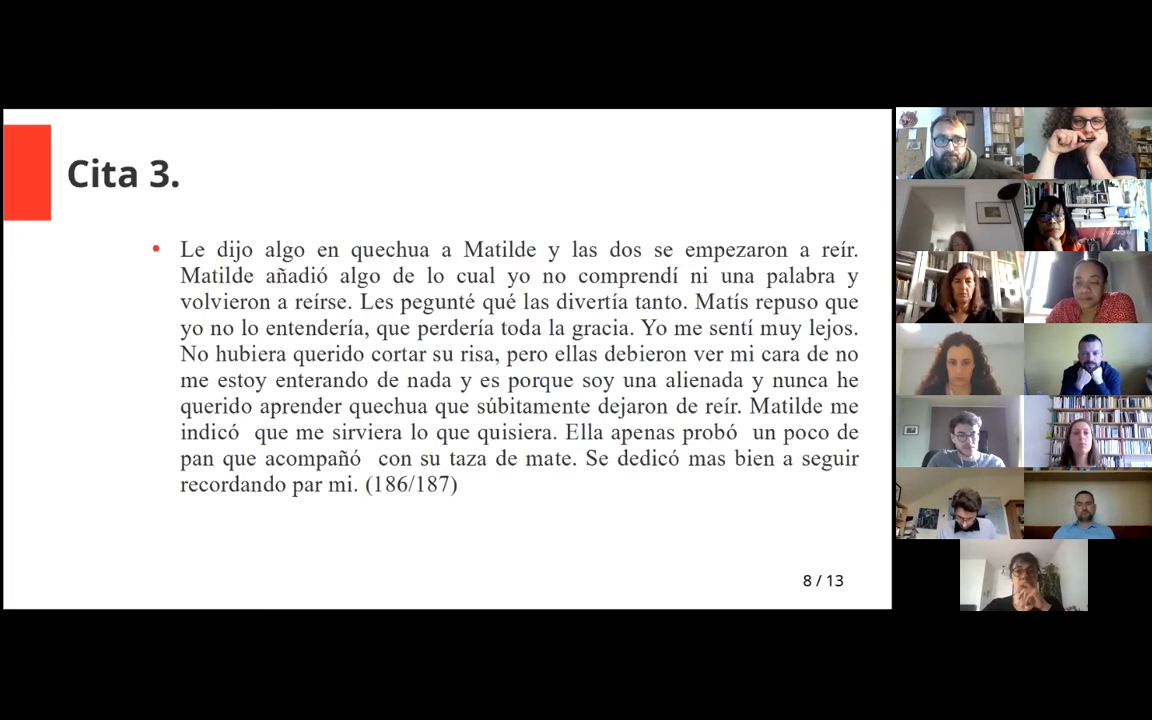 Cita 3.
• Le dijo algo en quechua a Matilde y las dos se empezaron a reír.
Matilde añadió algo de lo cual yo no comprendí ni una palabra y
volvieron a reírse. Les pegunté qué las divertía tanto. Matís repuso que
yo no lo entendería, que perdería toda la gracia. Yo me sentí muy lejos.
No hubiera querido cortar su risa, pero ellas debieron ver mi cara de no
me estoy enterando de nada y es porque soy una alienada y nunca he
querido aprender quechua que súbitamente dejaron de reír. Matilde me
indicó que me sirviera lo que quisiera. Ella apenas probó un poco de
pan que acompañó con su taza de mate. Se dedicó mas bien a seguir
recordando par mi. (186/187)
8 / 13